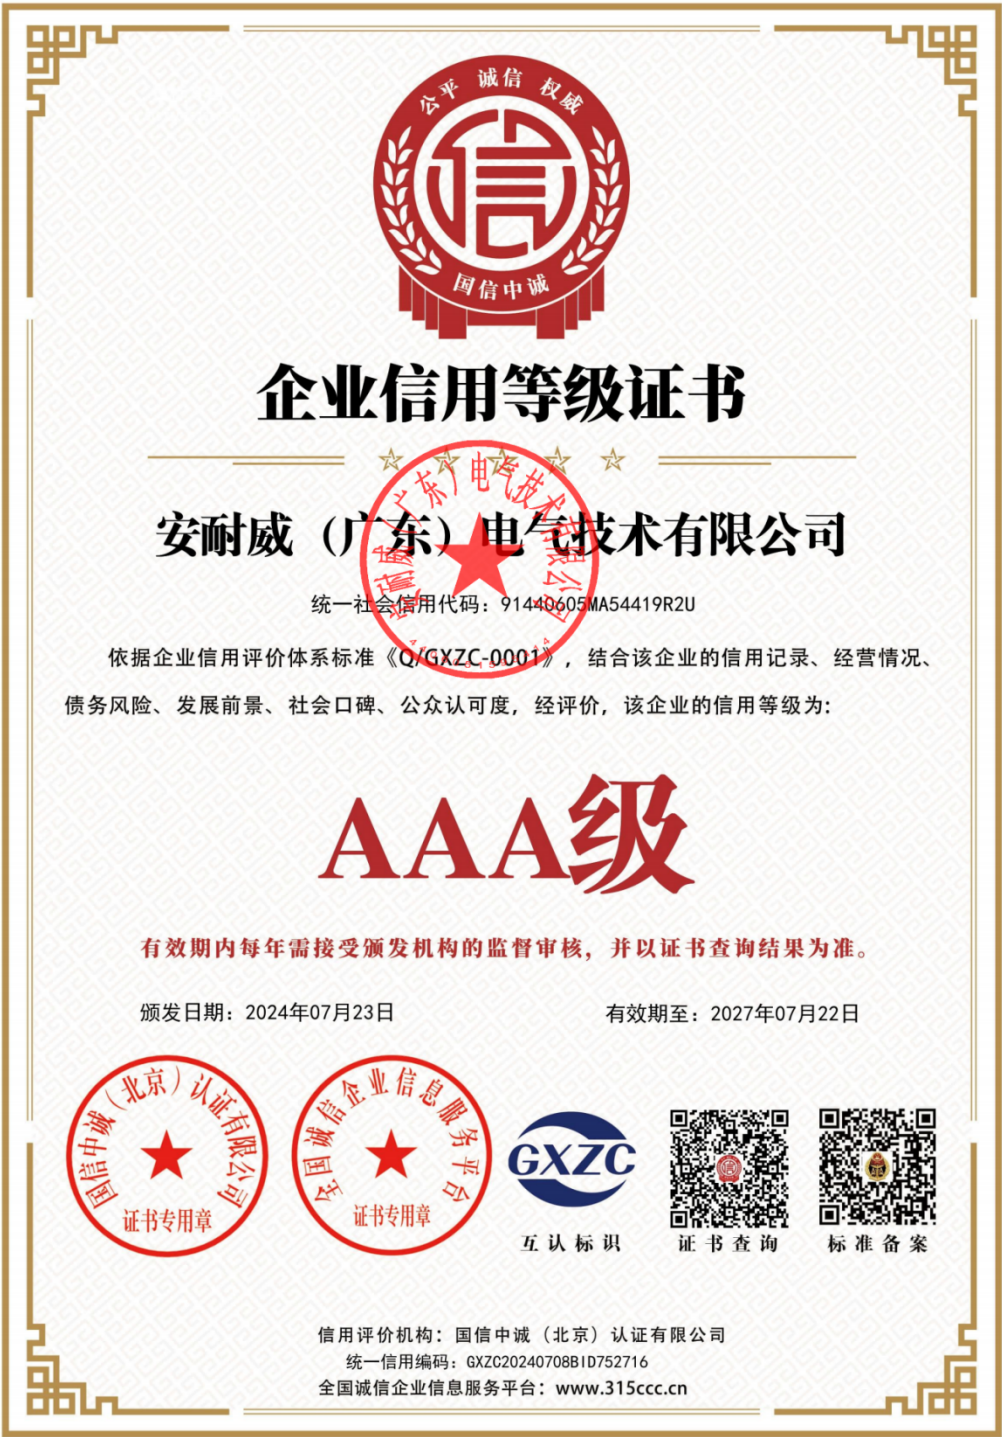 公平 诚信 权威
信
国信中诚
企业信用等级证书
安耐威（广东）电气技术有限公司
安耐威（广东）电气技术有限公司
统一社会信用代码：91440605MA54419R2U
依据企业信用评价体系标准《Q/GXZC-0001》，结合该企业的信用记录、经营情况、
债务风险、发展前景、社会口碑、公众认可度，经评价，该企业的信用等级为：
AAA级
有效期内每年需接受颁发机构的监督审核，并以证书查询结果为准。
颁发日期：2024年07月23日
有效期至：2027年07月22日
国信中诚（北京）认证有限公司
证书专用章
全国诚信企业信息服务平台
证书专用章
GXZC
互认标识
证书查询
标准备案
信用评价机构：国信中诚（北京）认证有限公司
统一信用编码：GXZC20240708BID752716
全国诚信企业信息服务平台：www.315ccc.cn